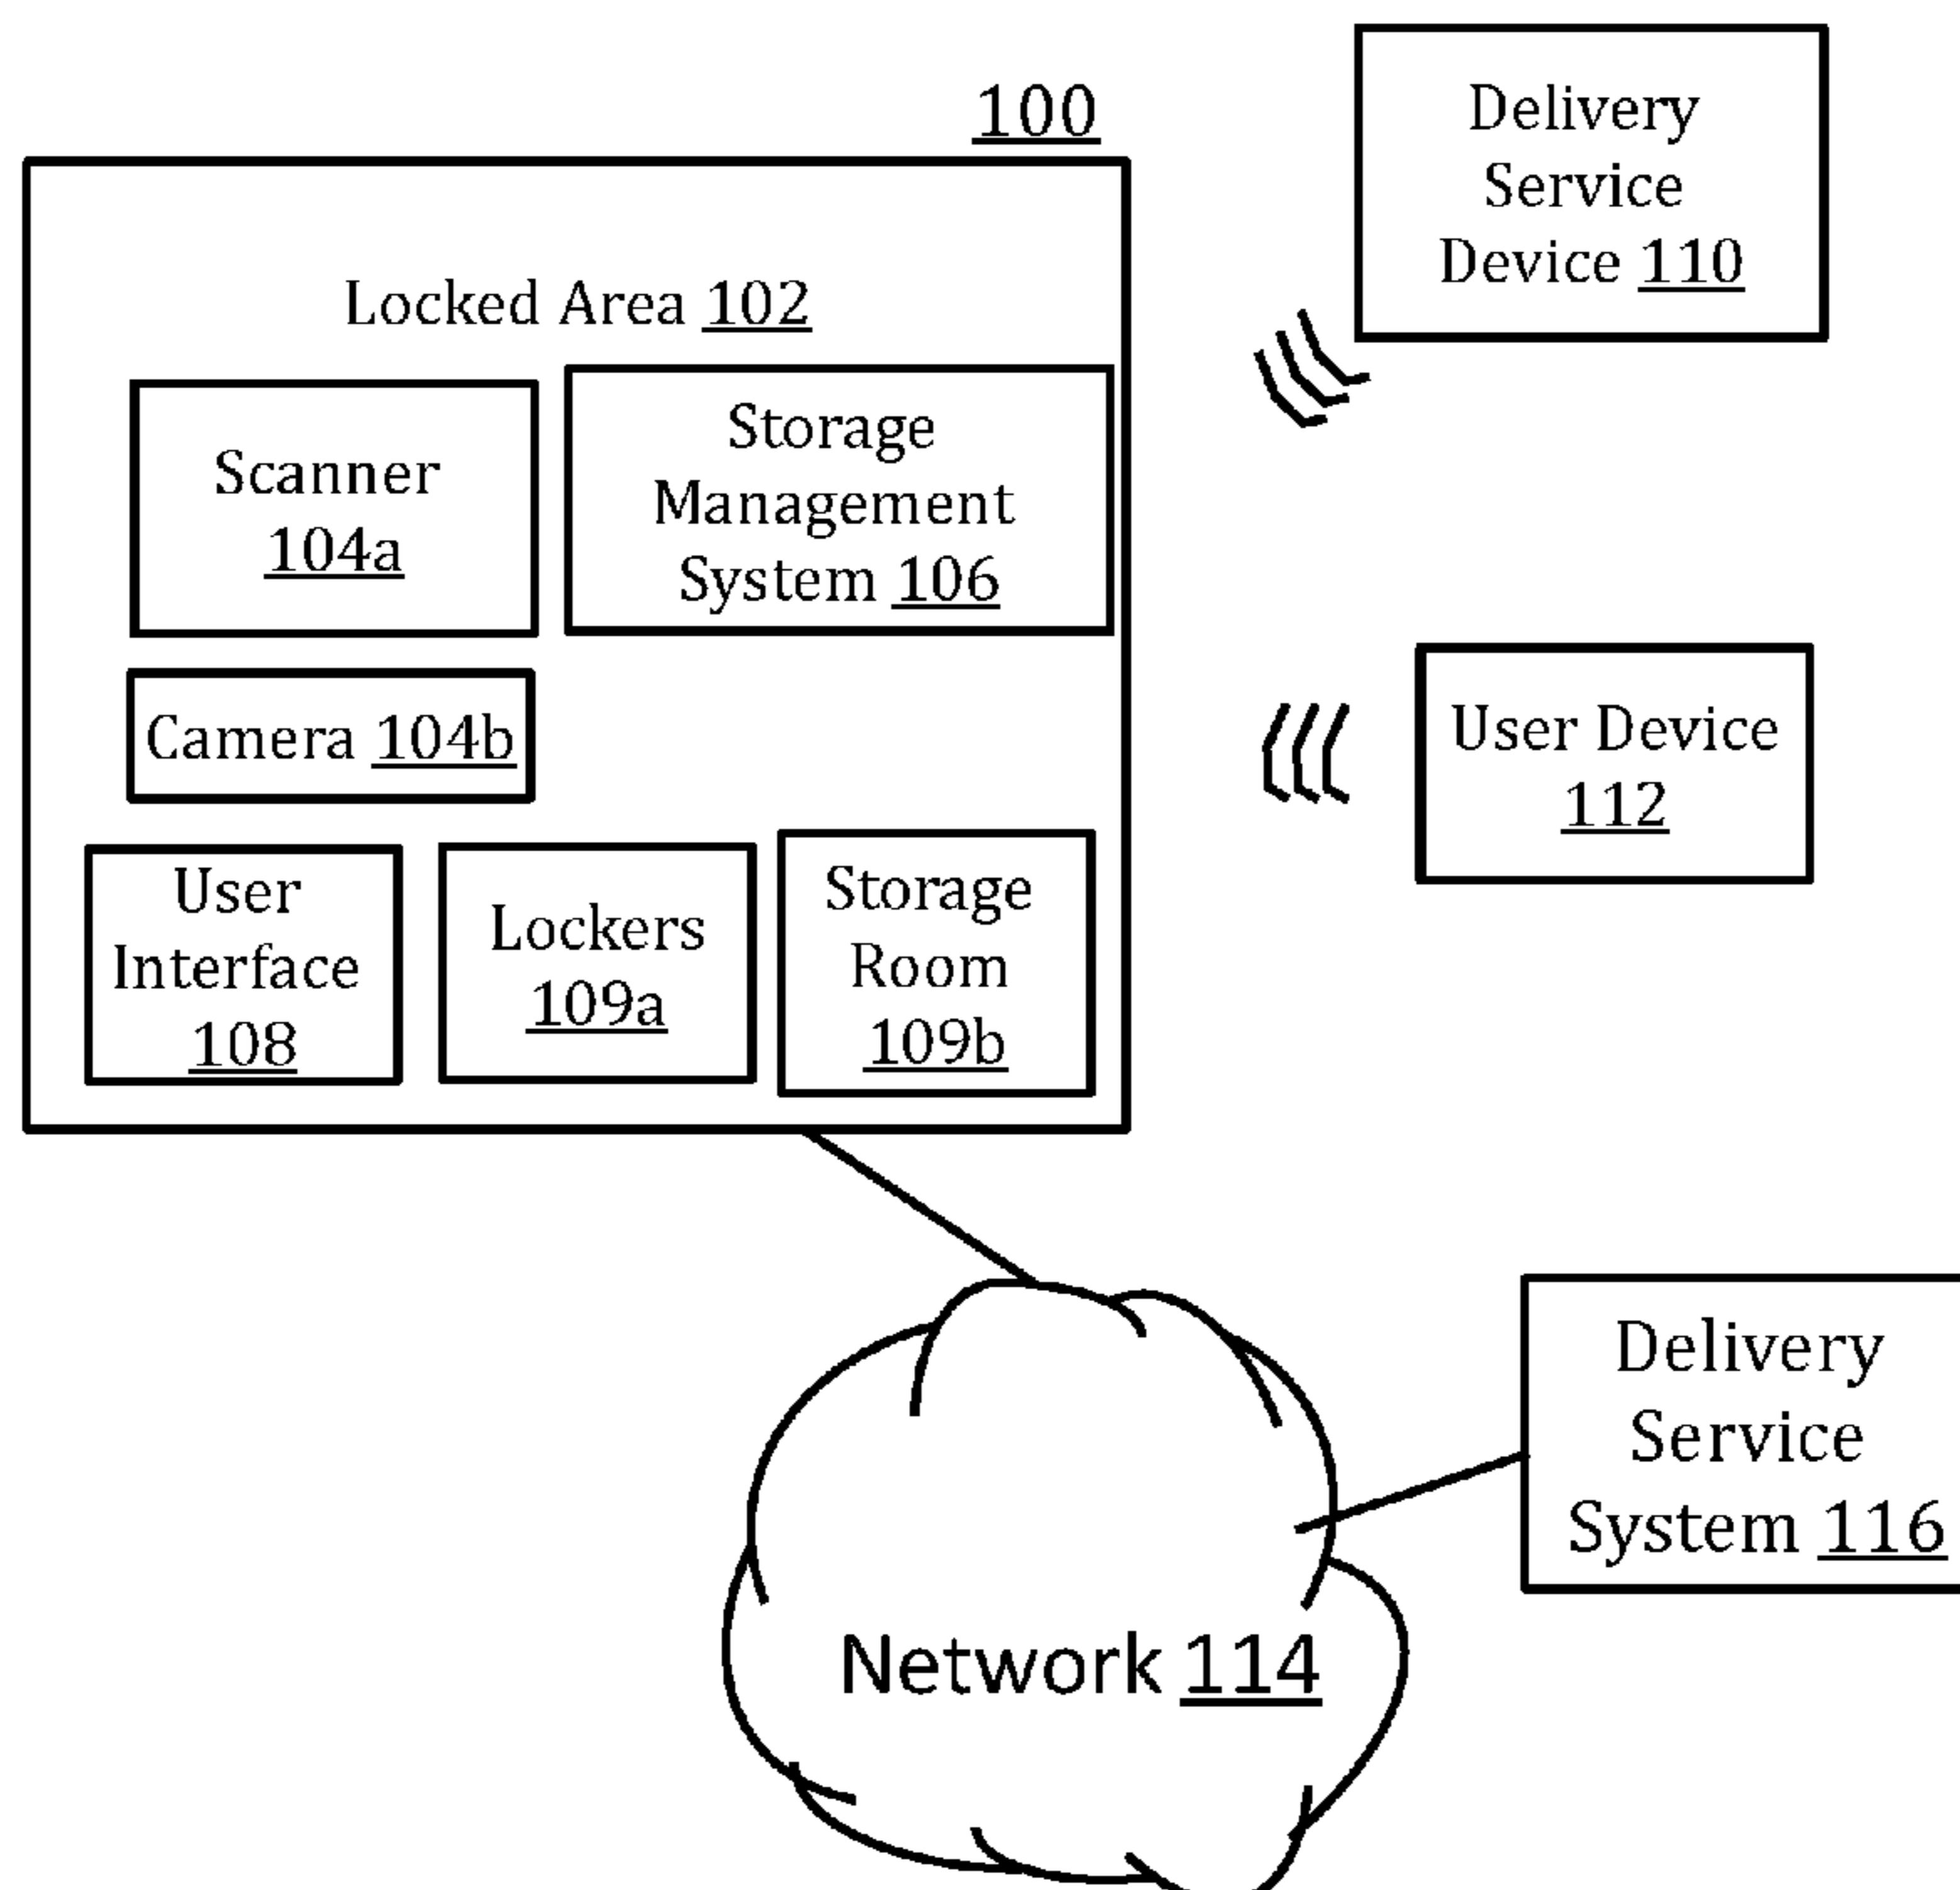 100
Delivery
Service
Device 110
Locked Area 102
Scanner
104a
Storage
Management
System 106
Camera 104b
User Device
112
User
Interface
108
Lockers
109a
Storage
Room
109b
Delivery
Service
System 116
Network 114